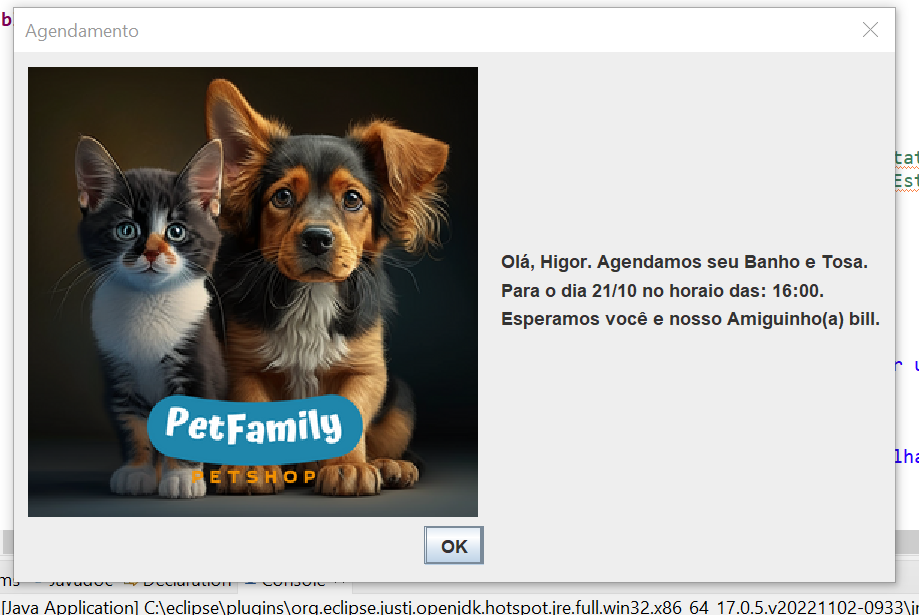 b
Agendamento
tat
Est
Olá, Higor. Agendamos seu Banho e Tosa.
Para o dia 21/10 no horaio das: 16:00.
Esperamos você e nosso Amiguinho(a) bill.
r u
PetFamily
PETSHOP
lha
OK
ms Javadoc Declaration Console
[Java Application] C:\eclipse\plugins\org.eclipse.justj.openjdk.hotspot.jre.full.win32.x86_64_17.0.5.v20221102-0933\jr